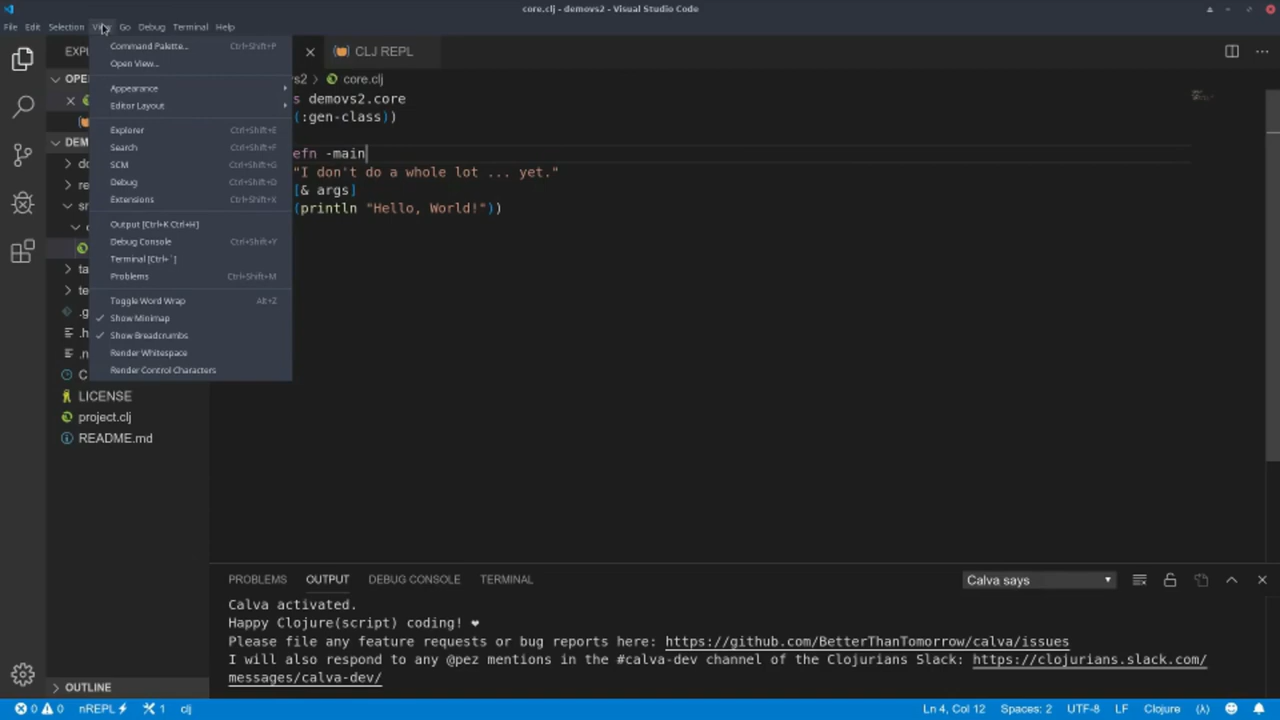 core.clj - demovs2 - Visual Studio Code
File Edit Selection View Go Debug Terminal Help
Command Palette... Ctrl+Shift+P
Open View...
Appearance
Editor Layout
Explorer Ctrl+Shift+E
Search Ctrl+Shift+F
SCM Ctrl+Shift+G
Debug Ctrl+Shift+D
Extensions Ctrl+Shift+X
Output [Ctrl+K Ctrl+H]
Debug Console Ctrl+Shift+Y
Terminal [Ctrl+`]
Problems Ctrl+Shift+M
Toggle Word Wrap Alt+Z
Show Minimap
Show Breadcrumbs
Render Whitespace
Render Control Characters
LICENSE
project.clj
README.md
OUTLINE
CLJ REPL
core.clj
demovs2.core
(:gen-class))
efn -main
"I don't do a whole lot ... yet."
[& args]
(println "Hello, World!"))
PROBLEMS OUTPUT DEBUG CONSOLE TERMINAL Calva says
Calva activated.
Happy Clojure(script) coding! ❤
Please file any feature requests or bug reports here: https://github.com/BetterThanTomorrow/calva/issues
I will also respond to any @pez mentions in the #calva-dev channel of the Clojurians Slack: https://clojurians.slack.com/
messages/calva-dev/
0 0 nREPL 1 clj Ln 4, Col 12 Spaces: 2 UTF-8 LF Clojure (λ)